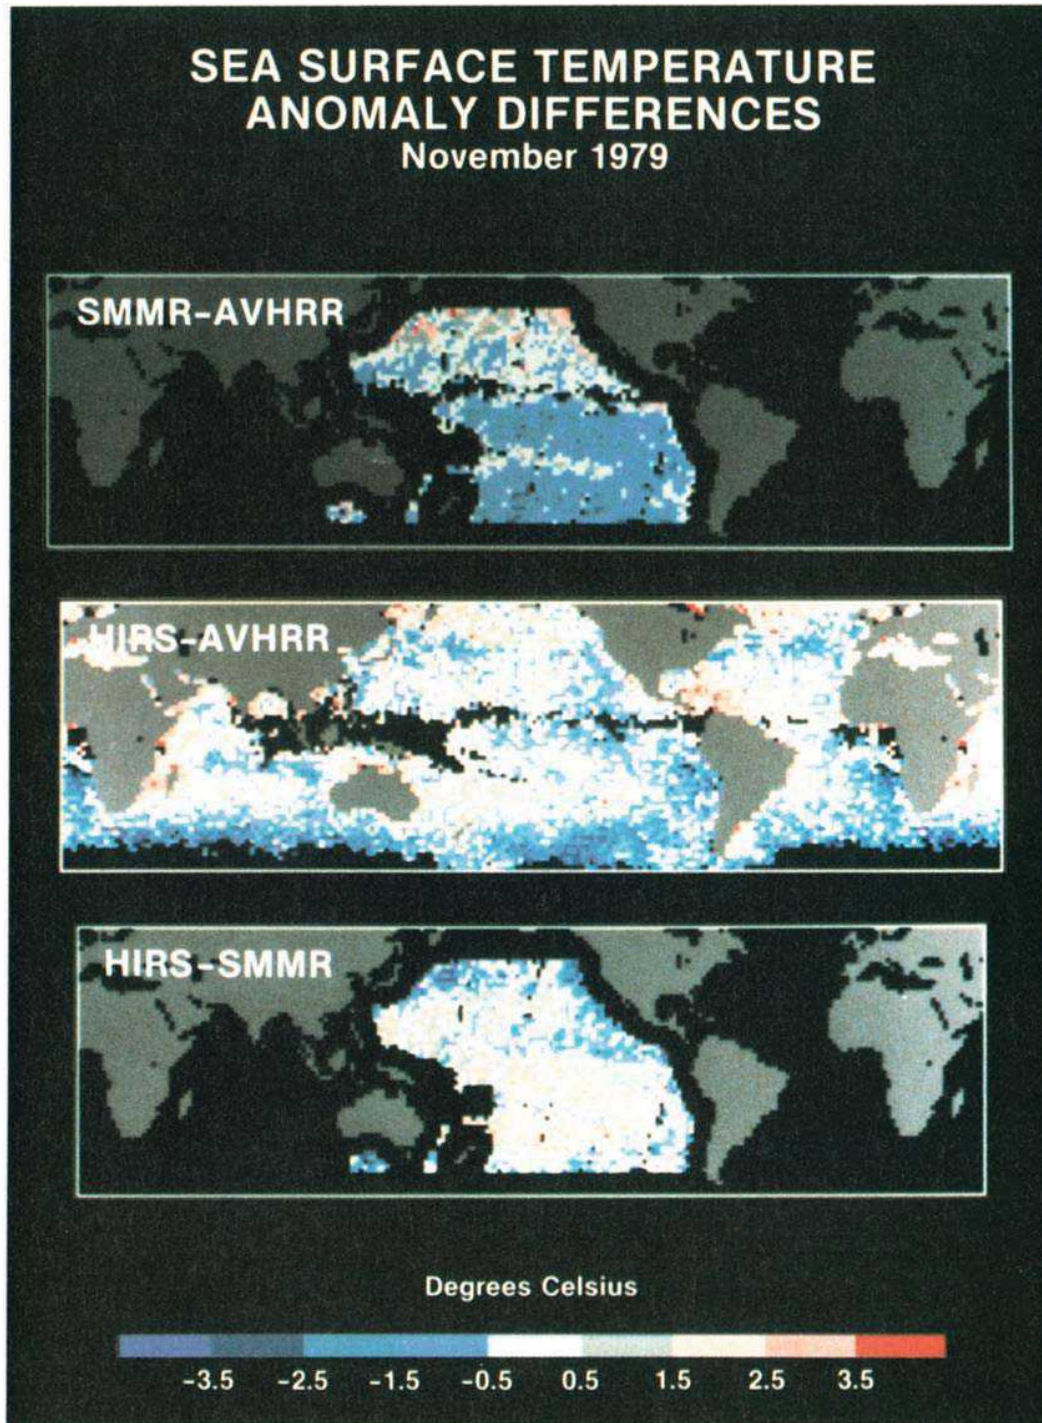 SEA SURFACE TEMPERATURE
ANOMALY DIFFERENCES
November 1979
SMMR-AVHRR
HIRS-AVHRR
HIRS-SMMR
Degrees Celsius
-3.5 -2.5 -1.5 -0.5 0.5 1.5 2.5 3.5